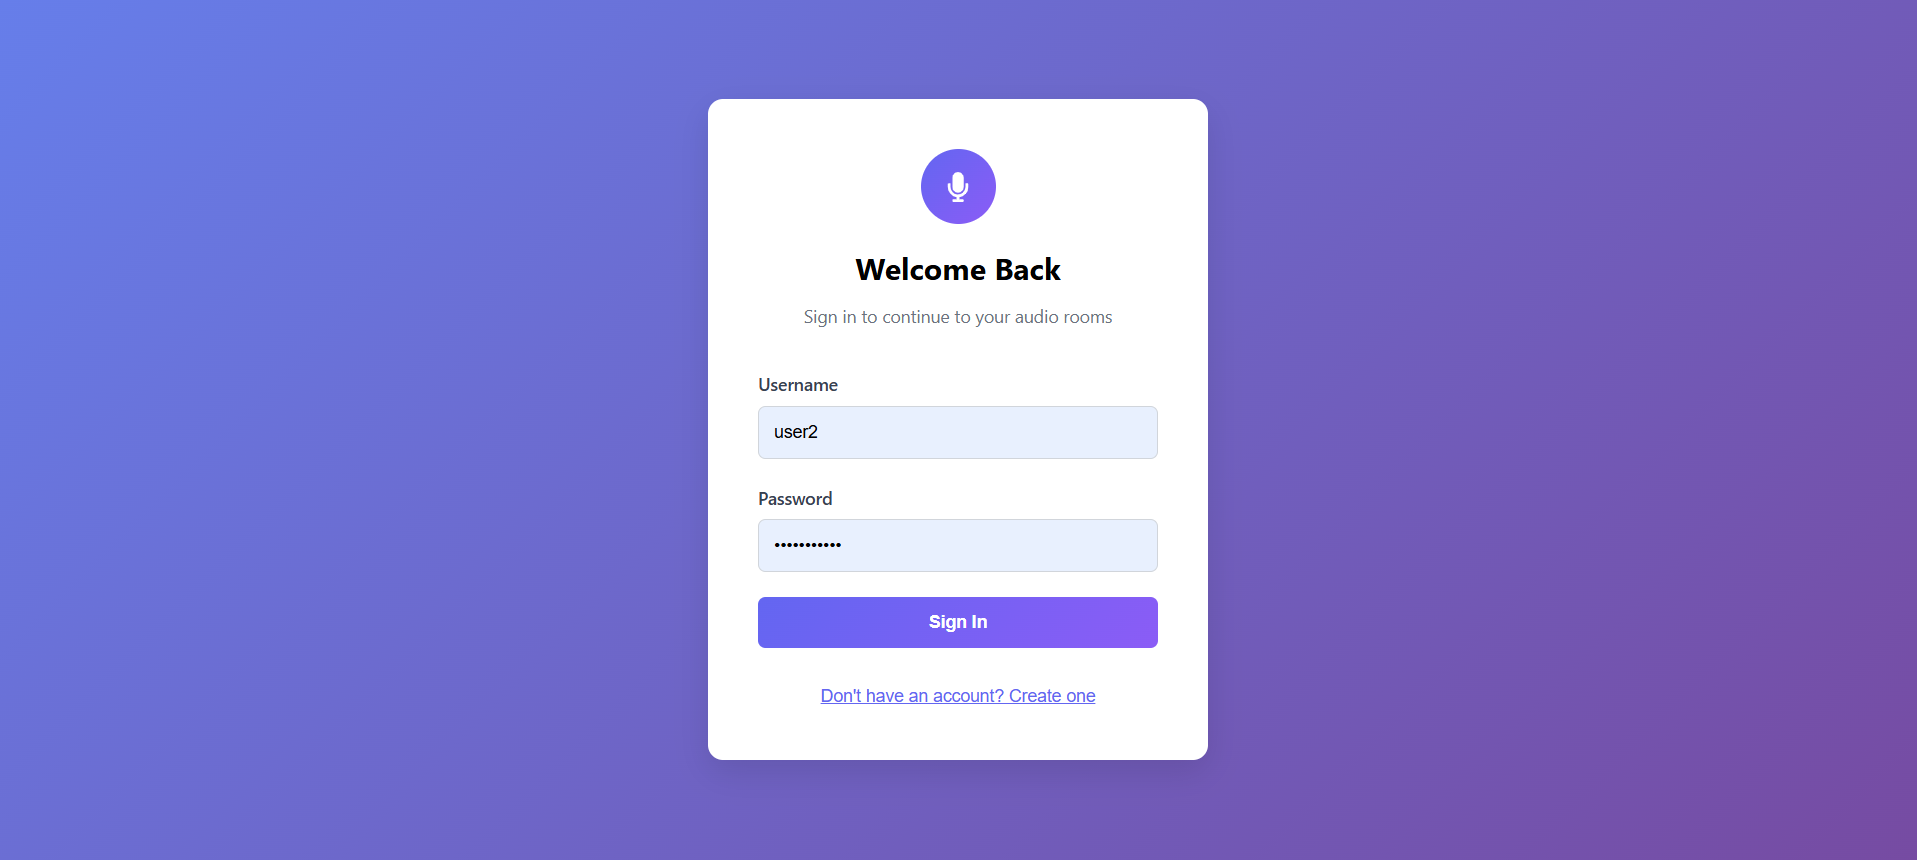 Welcome Back
Sign in to continue to your audio rooms
Username
user2
Password
•••••••••••
Sign In
Don't have an account? Create one